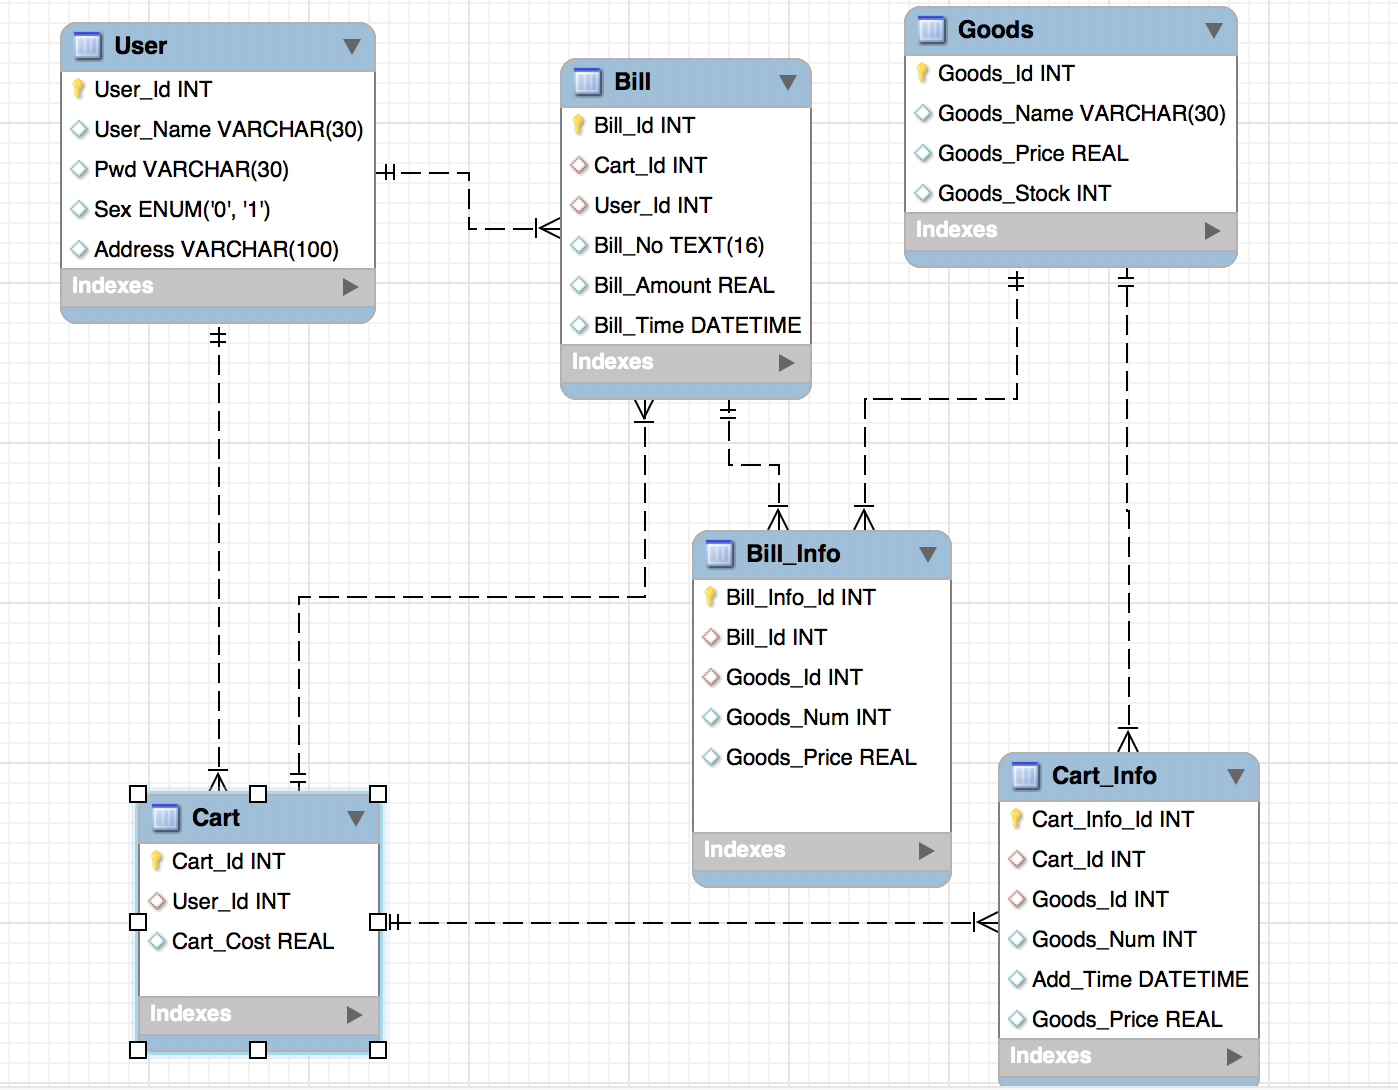 User
User_Id INT
User_Name VARCHAR(30)
Pwd VARCHAR(30)
Sex ENUM('0', '1')
Address VARCHAR(100)
Indexes
Bill
Bill_Id INT
Cart_Id INT
User_Id INT
Bill_No TEXT(16)
Bill_Amount REAL
Bill_Time DATETIME
Indexes
Goods
Goods_Id INT
Goods_Name VARCHAR(30)
Goods_Price REAL
Goods_Stock INT
Indexes
Bill_Info
Bill_Info_Id INT
Bill_Id INT
Goods_Id INT
Goods_Num INT
Goods_Price REAL
Indexes
Cart
Cart_Id INT
User_Id INT
Cart_Cost REAL
Indexes
Cart_Info
Cart_Info_Id INT
Cart_Id INT
Goods_Id INT
Goods_Num INT
Add_Time DATETIME
Goods_Price REAL
Indexes